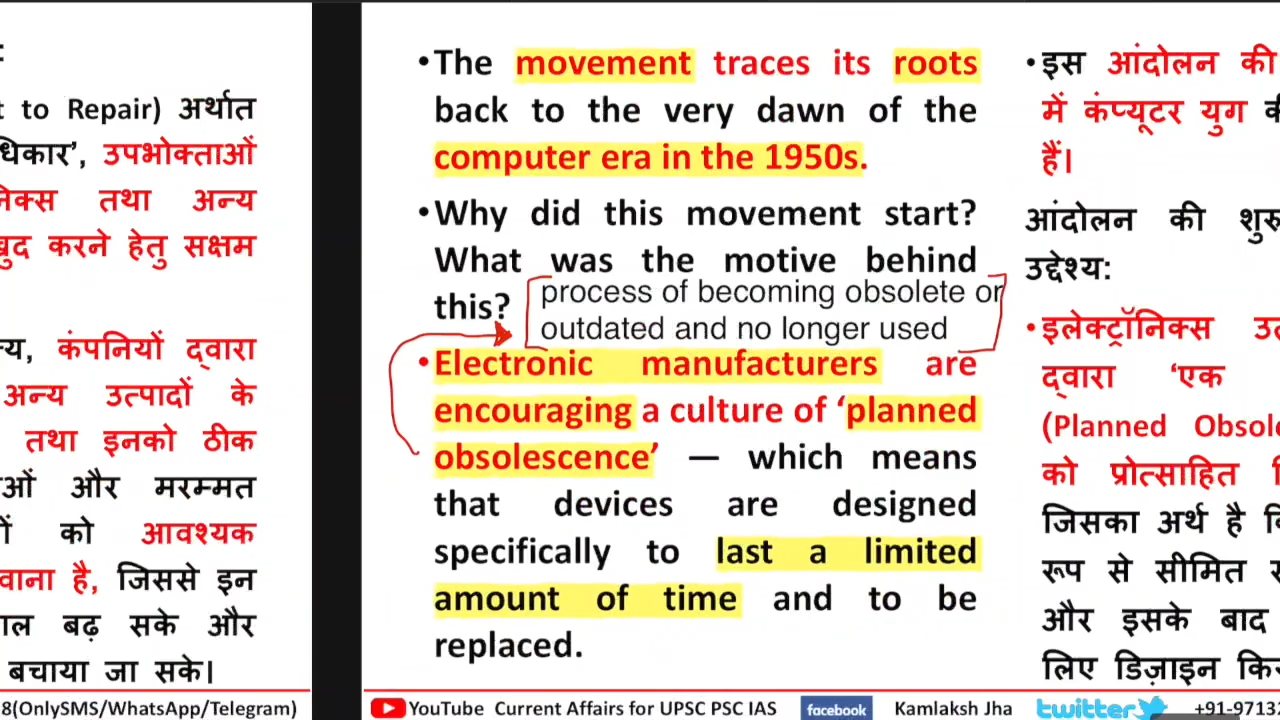 :
t to Repair) अर्थात
धिकार’, उपभोक्ताओं
निक्स तथा अन्य
ख़ुद करने हेतु सक्षम
कंपनियों द्वारा
अन्य उत्पादों के
तथा इनको ठीक
ओं और मरम्मत
ों को आवश्यक
वाना है, जिससे इन
ाल बढ़ सके और
बचाया जा सके।
8(OnlySMS/WhatsApp/Telegram)
•The movement traces its roots
back to the very dawn of the
computer era in the 1950s.
•Why did this movement start?
What was the motive behind
this?
process of becoming obsolete or
outdated and no longer used
•Electronic manufacturers are
encouraging a culture of ‘planned
obsolescence’ — which means
that devices are designed
specifically to last a limited
amount of time and to be
replaced.
YouTube Current Affairs for UPSC PSC IAS facebook Kamlaksh Jha twitter +91-9713
•इस आंदोलन की
में कंप्यूटर युग की
हैं।
आंदोलन की शुरु
उद्देश्य:
•इलेक्ट्रॉनिक्स उत
द्वारा ‘एक
(Planned Obsole
को प्रोत्साहित
जिसका अर्थ है
रूप से सीमित स
और इसके बाद
लिए डिज़ाइन किय